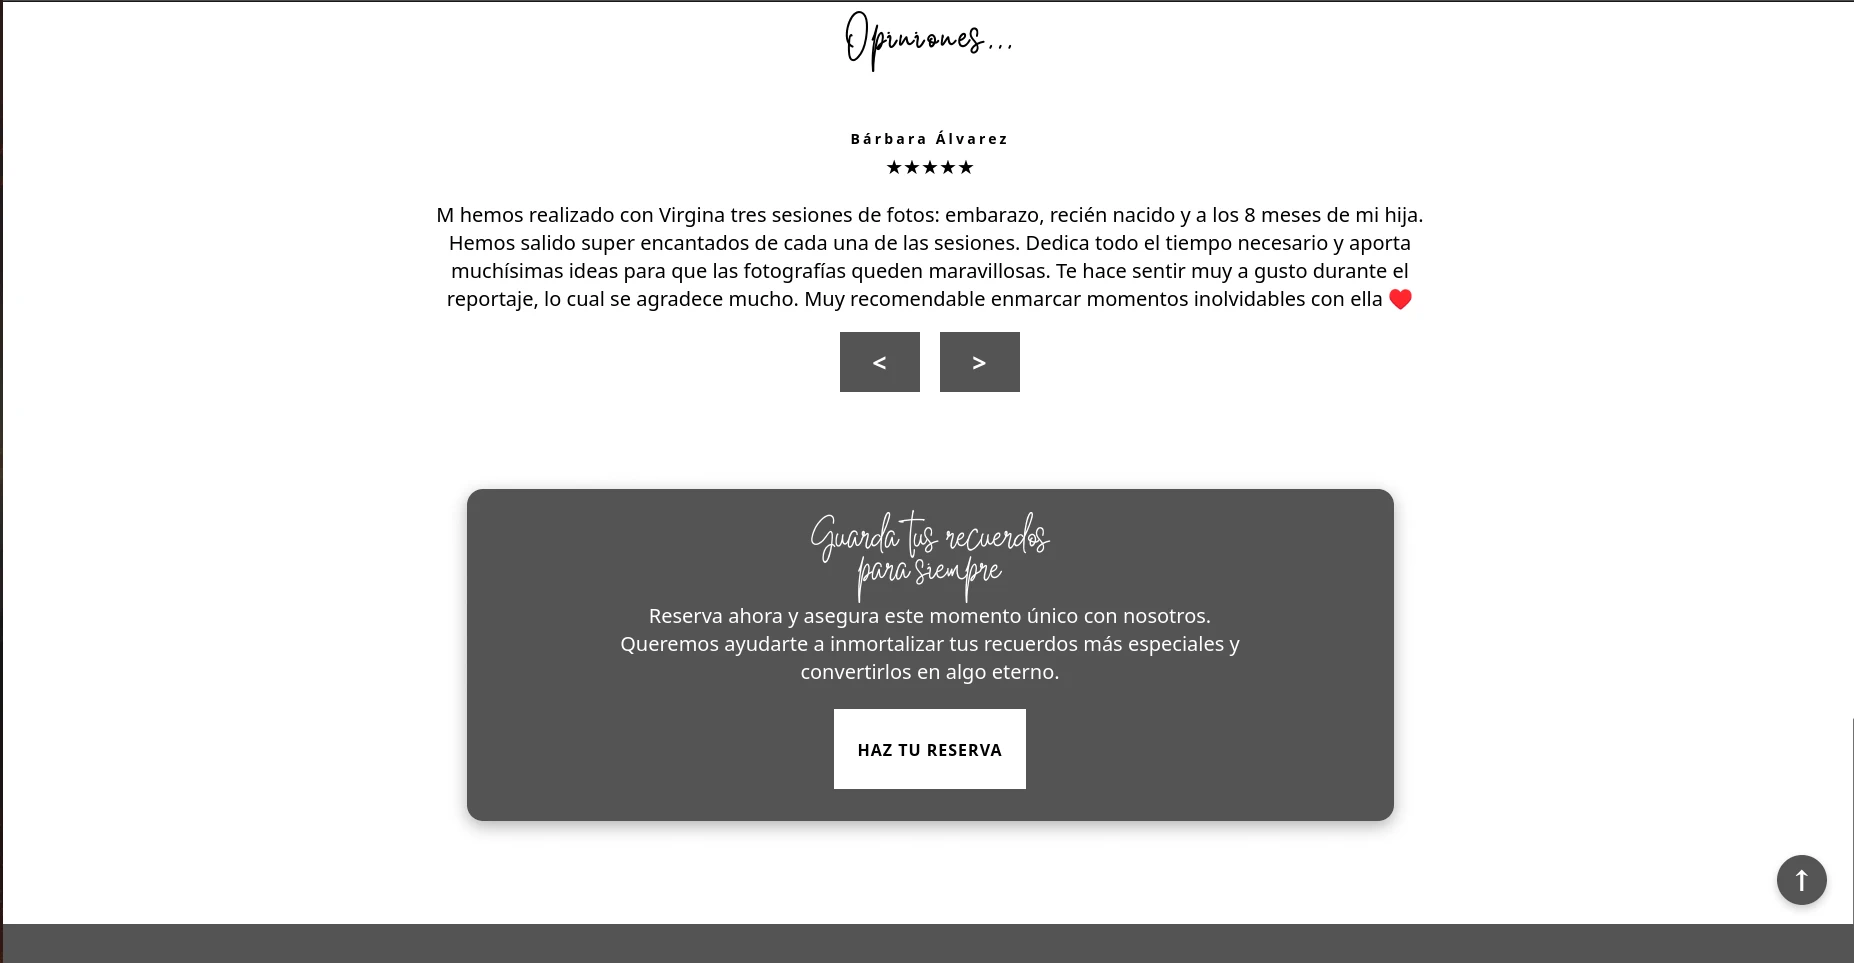 Opiniones...
Bárbara Álvarez
★★★★★
M hemos realizado con Virgina tres sesiones de fotos: embarazo, recién nacido y a los 8 meses de mi hija.
Hemos salido super encantados de cada una de las sesiones. Dedica todo el tiempo necesario y aporta
muchísimas ideas para que las fotografías queden maravillosas. Te hace sentir muy a gusto durante el
reportaje, lo cual se agradece mucho. Muy recomendable enmarcar momentos inolvidables con ella ❤️
< >
Guarda tus recuerdos
para siempre
Reserva ahora y asegura este momento único con nosotros.
Queremos ayudarte a inmortalizar tus recuerdos más especiales y
convertirlos en algo eterno.
HAZ TU RESERVA
↑